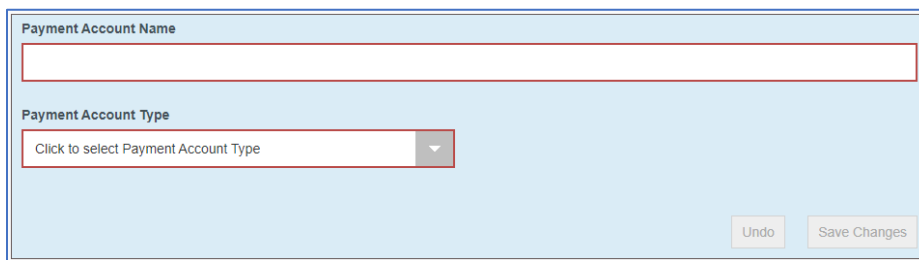 Payment Account Name
Payment Account Type
Click to select Payment Account Type
Undo Save Changes